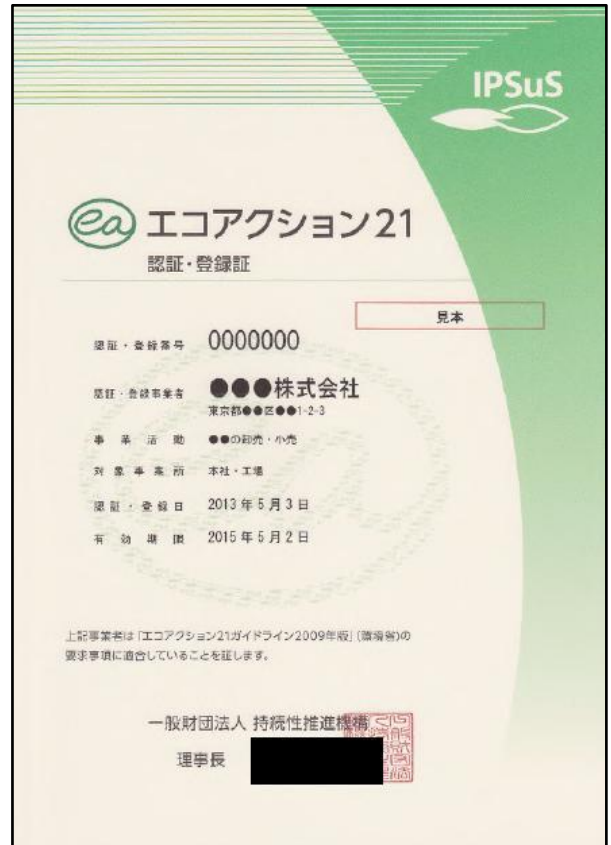 IPSuS
ea エコアクション21
認証・登録証
見本
認証・登録番号 0000000
認証・登録事業者 ●●●株式会社
東京都●●区●●1-2-3
事業活動 ●●の卸売・小売
対象事業所 本社・工場
認証・登録日 2013年5月3日
有効期限 2015年5月2日
上記事業者は「エコアクション21ガイドライン2009年版」(環境省)の
要求事項に適合していることを証します。
一般財団法人 持続性推進機構
理事長